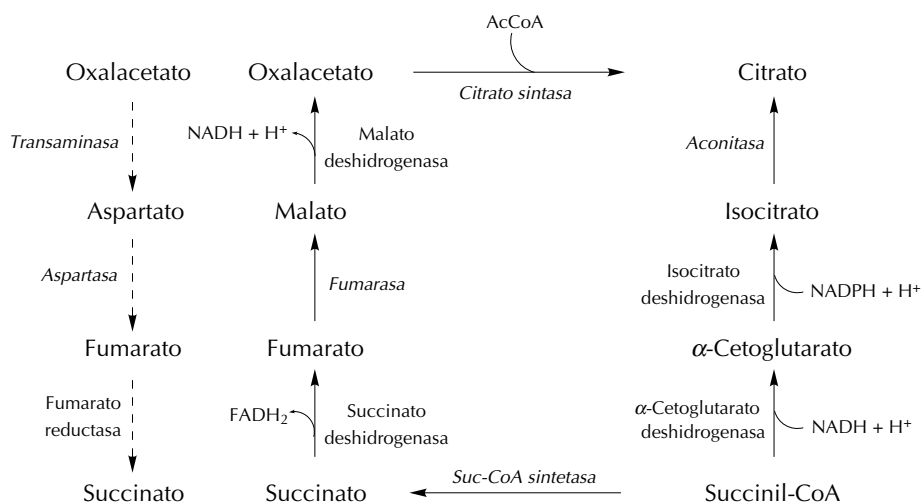 AcCoA
Oxalacetato
Oxalacetato
Citrato
Citrato sintasa
Transaminasa
NADH + H⁺
Malato
deshidrogenasa
Aconitasa
Aspartato
Malato
Isocitrato
Aspartasa
Fumarasa
Isocitrato
deshidrogenasa
NADPH + H⁺
Fumarato
Fumarato
α-Cetoglutarato
Fumarato
reductasa
FADH₂
Succinato
deshidrogenasa
α-Cetoglutarato
deshidrogenasa
NADH + H⁺
Suc-CoA sintetasa
Succinato
Succinato
Succinil-CoA